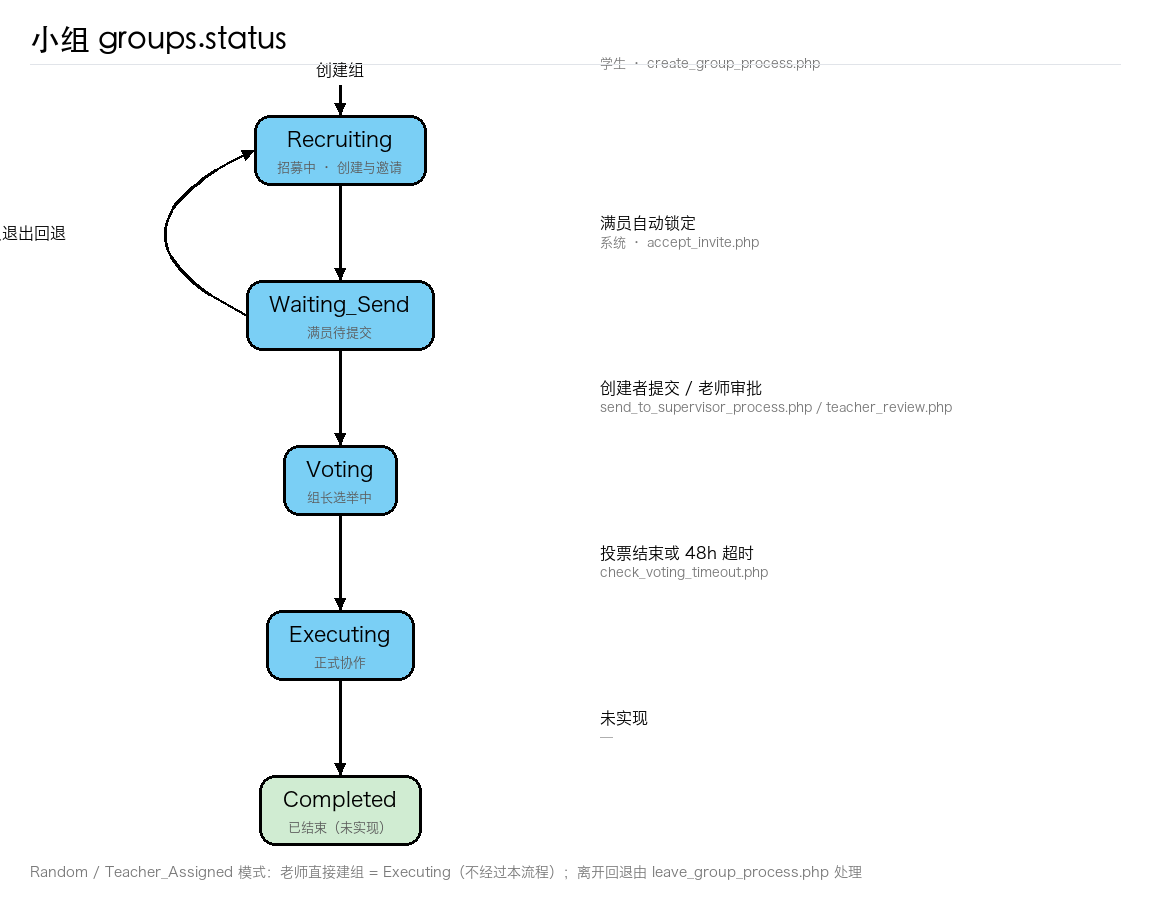 小组 groups.status
创建组
学生 · create_group_process.php
Recruiting
招募中 · 创建与邀请
满员自动锁定
系统 · accept_invite.php
退出回退
Waiting_Send
满员待提交
创建者提交 / 老师审批
send_to_supervisor_process.php / teacher_review.php
Voting
组长选举中
投票结束或 48h 超时
check_voting_timeout.php
Executing
正式协作
未实现
—
Completed
已结束（未实现）
Random / Teacher_Assigned 模式：老师直接建组 = Executing（不经过本流程）；离开回退由 leave_group_process.php 处理